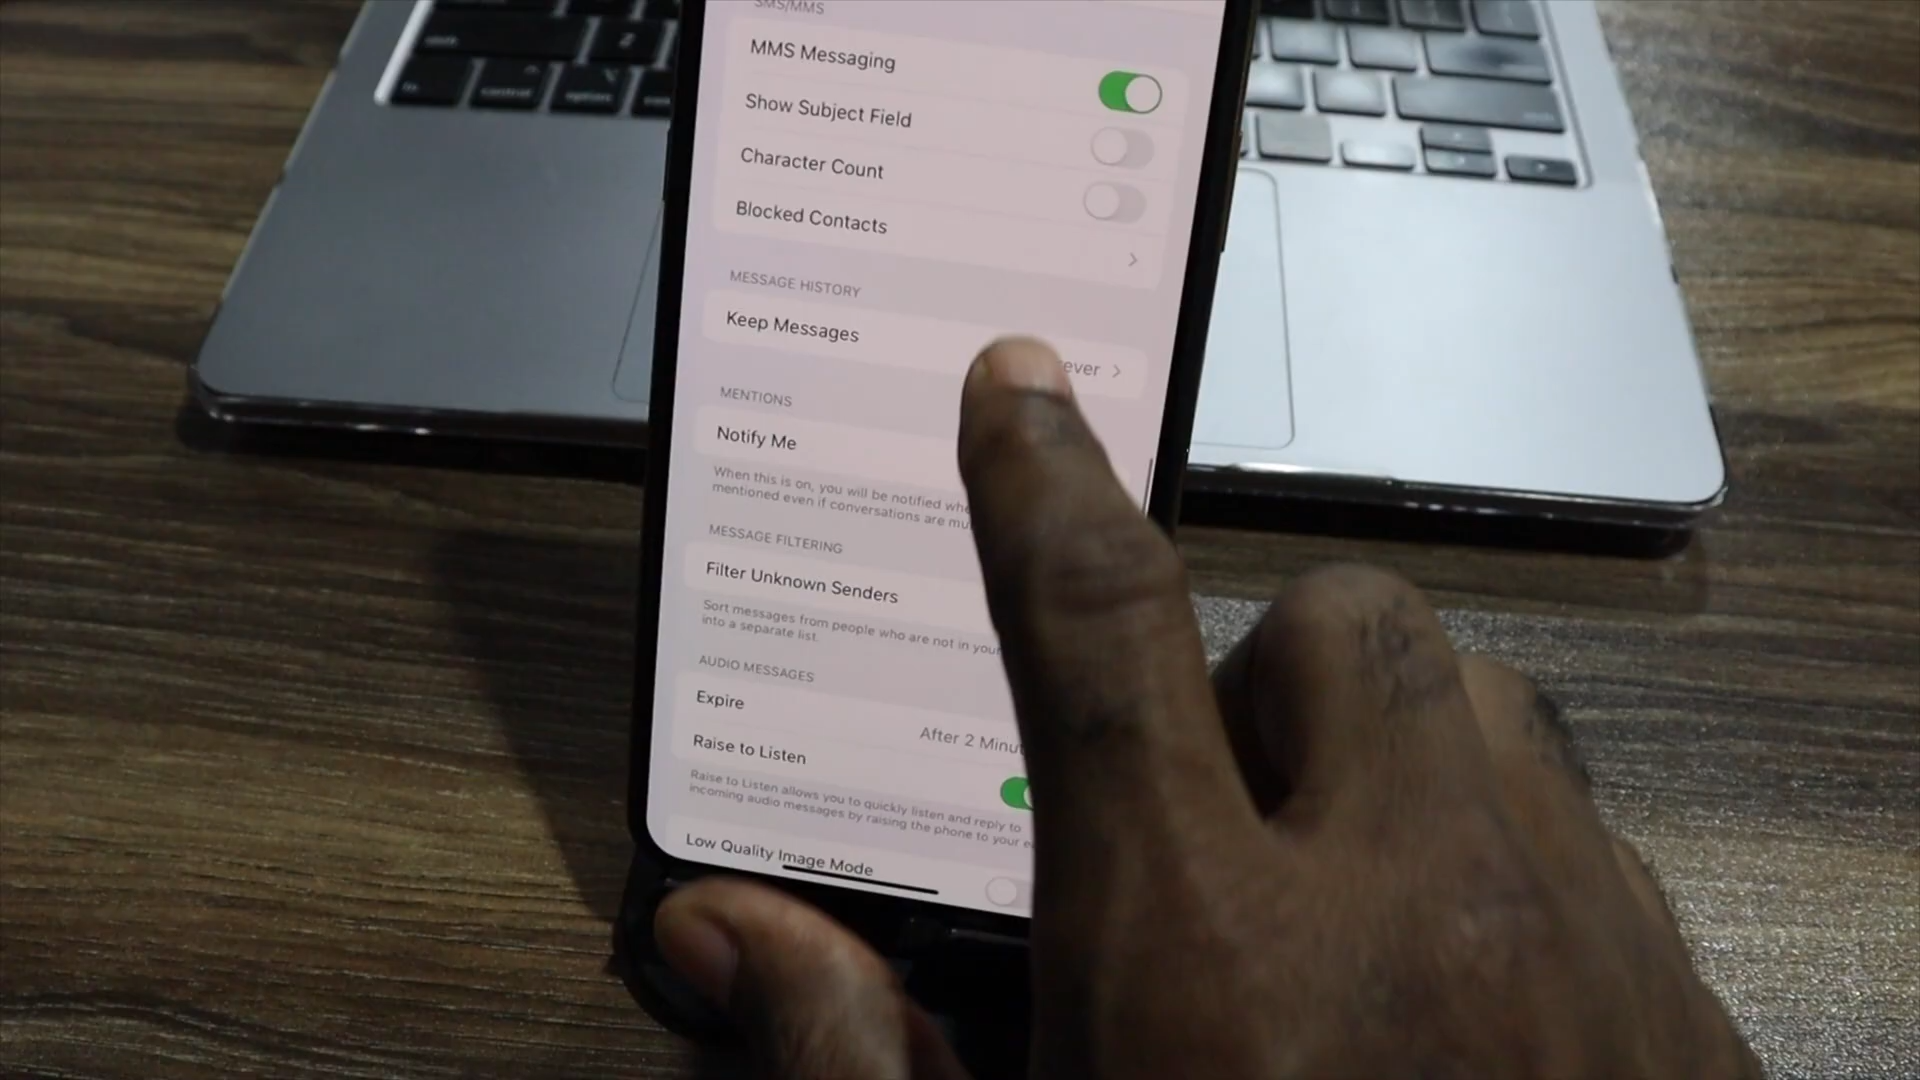 SMS/MMS
MMS Messaging
Show Subject Field
Character Count
Blocked Contacts
MESSAGE HISTORY
Keep Messages
ever
MENTIONS
Notify Me
When this is on, you will be notified
mentioned even if conversations are
MESSAGE FILTERING
Filter Unknown Senders
Sort messages from people who are not in your
into a separate list.
AUDIO MESSAGES
Expire
After 2 Minut
Raise to Listen
Raise to Listen allows you to quickly listen and reply to
incoming audio messages by raising the phone to your
Low Quality Image Mode
control
option